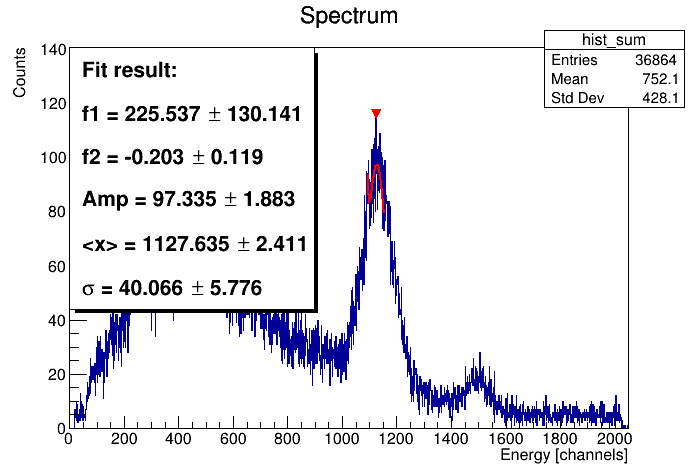 Spectrum
hist_sum
Entries 36864
Mean 752.1
Std Dev 428.1
Counts
140
120
100
80
60
40
20
0
Fit result:
f1 = 225.537 ± 130.141
f2 = -0.203 ± 0.119
Amp = 97.335 ± 1.883
<x> = 1127.635 ± 2.411
σ = 40.066 ± 5.776
0 200 400 600 800 1000 1200 1400 1600 1800 2000
Energy [channels]